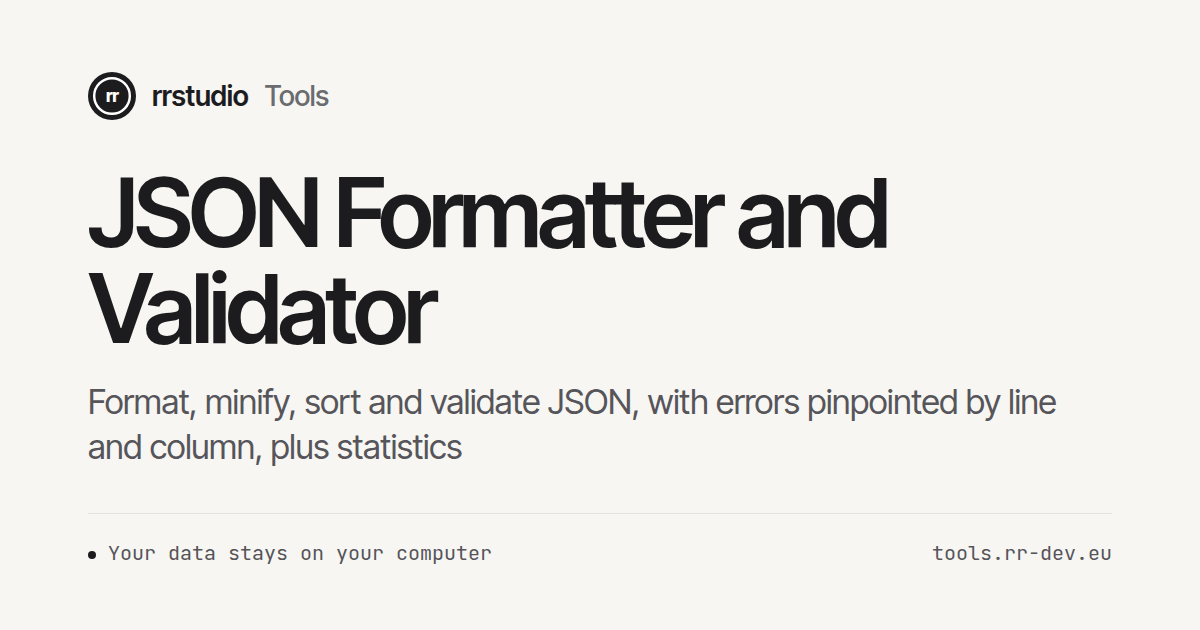 rr rrstudio Tools
JSON Formatter and
Validator
Format, minify, sort and validate JSON, with errors pinpointed by line
and column, plus statistics
Your data stays on your computer
tools.rr-dev.eu